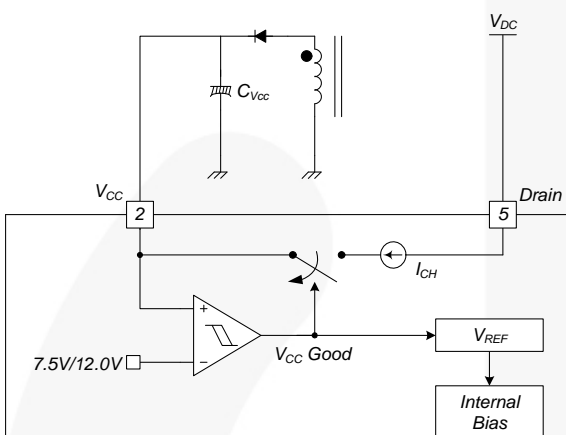 V_DC
C_Vcc
V_CC
Drain
2
5
I_CH
+
7.5V/12.0V
−
V_CC Good
V_REF
Internal
Bias